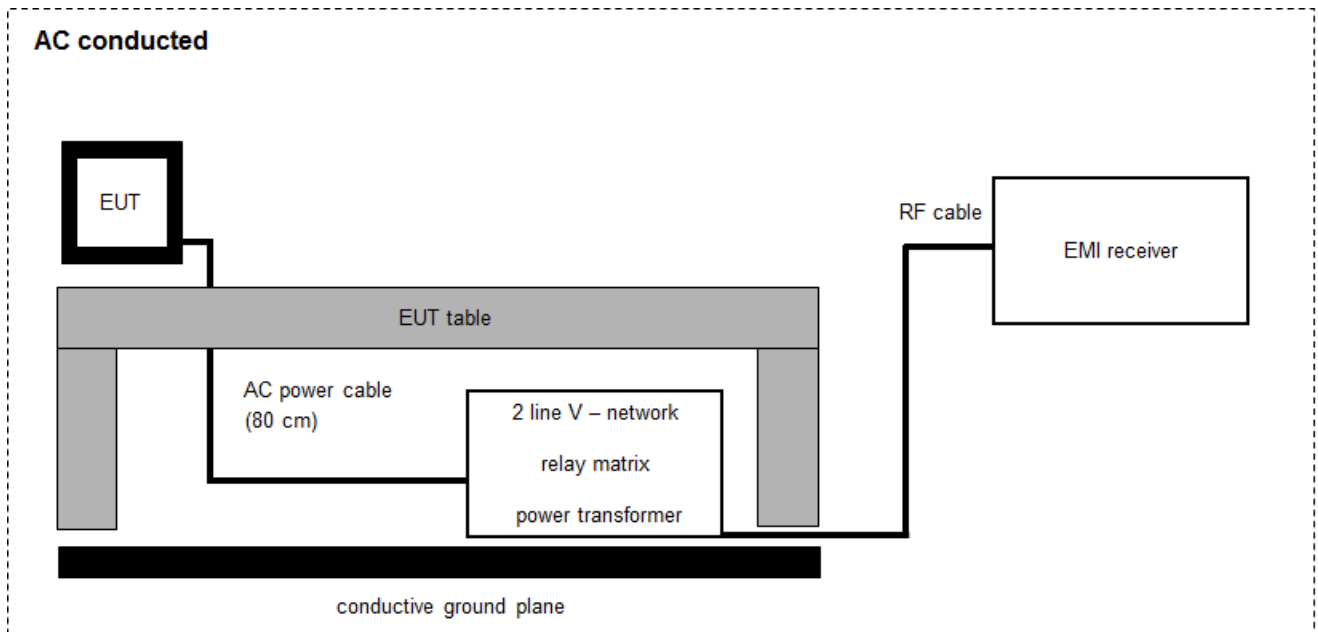 AC conducted
EUT
RF cable
EMI receiver
EUT table
AC power cable
(80 cm)
2 line V – network
relay matrix
power transformer
conductive ground plane